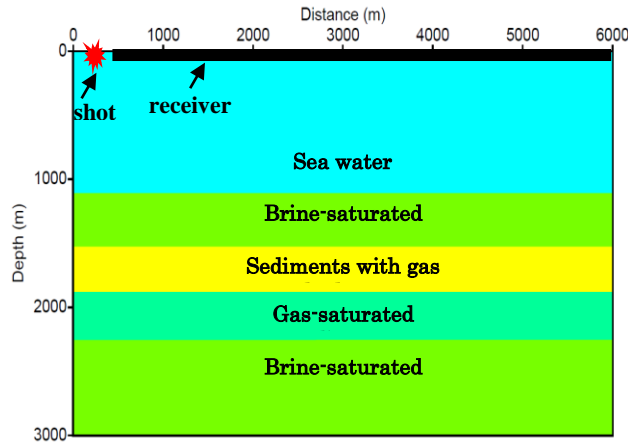 Distance (m)
0 1000 2000 3000 4000 5000 6000
0
shot
receiver
Sea water
1000
Brine-saturated
Depth (m)
Sediments with gas
2000
Gas-saturated
Brine-saturated
3000